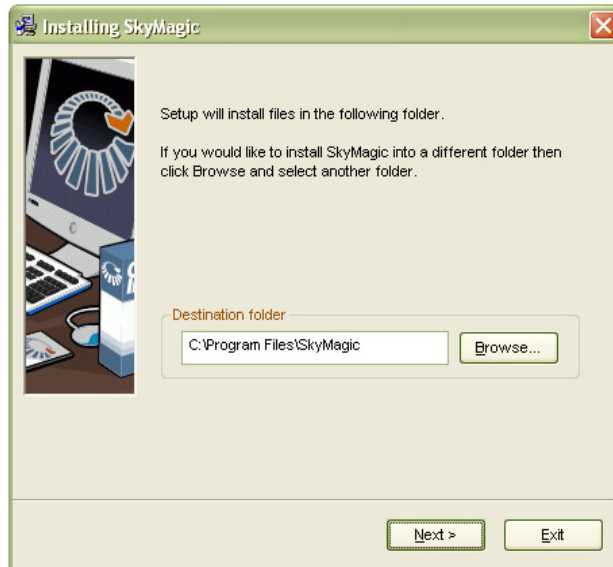 Installing SkyMagic
Setup will install files in the following folder.
If you would like to install SkyMagic into a different folder then
click Browse and select another folder.
Destination folder
C:\Program Files\SkyMagic
Browse...
Next >
Exit